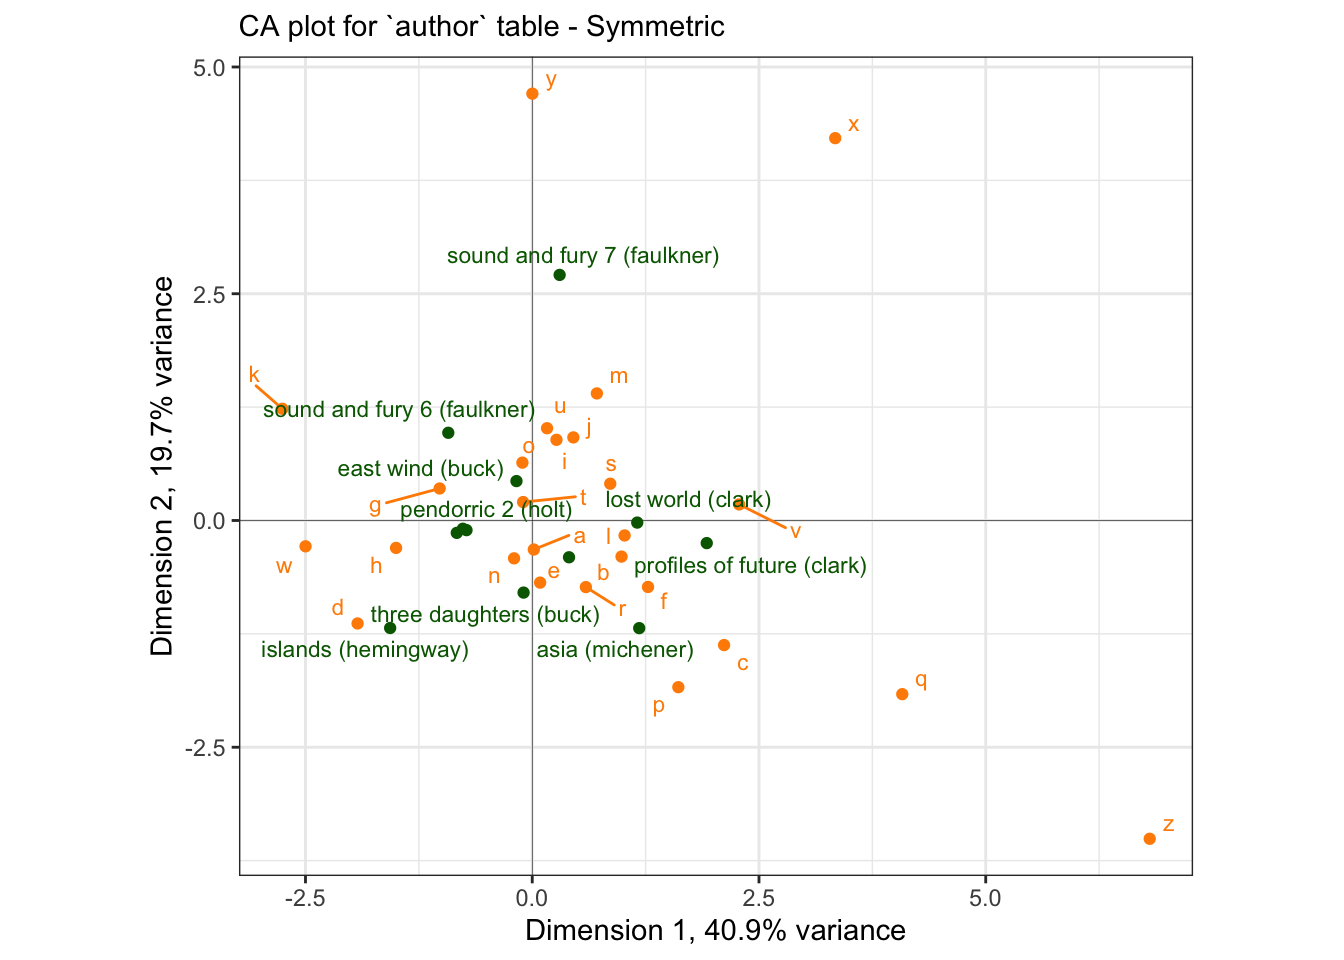 CA plot for `author` table - Symmetric
5.0
y
x
sound and fury 7 (faulkner)
2.5
k
m
sound and fury 6 (faulkner)
u
j
o
i
s
east wind (buck)
g
t
lost world (clark)
pendorric 2 (holt)
0.0
v
a
l
w
h
n
e
b
profiles of future (clark)
d
three daughters (buck)
r
f
islands (hemingway)
asia (michener)
c
q
p
-2.5
z
-2.5
0.0
2.5
5.0
Dimension 1, 40.9% variance
Dimension 2, 19.7% variance